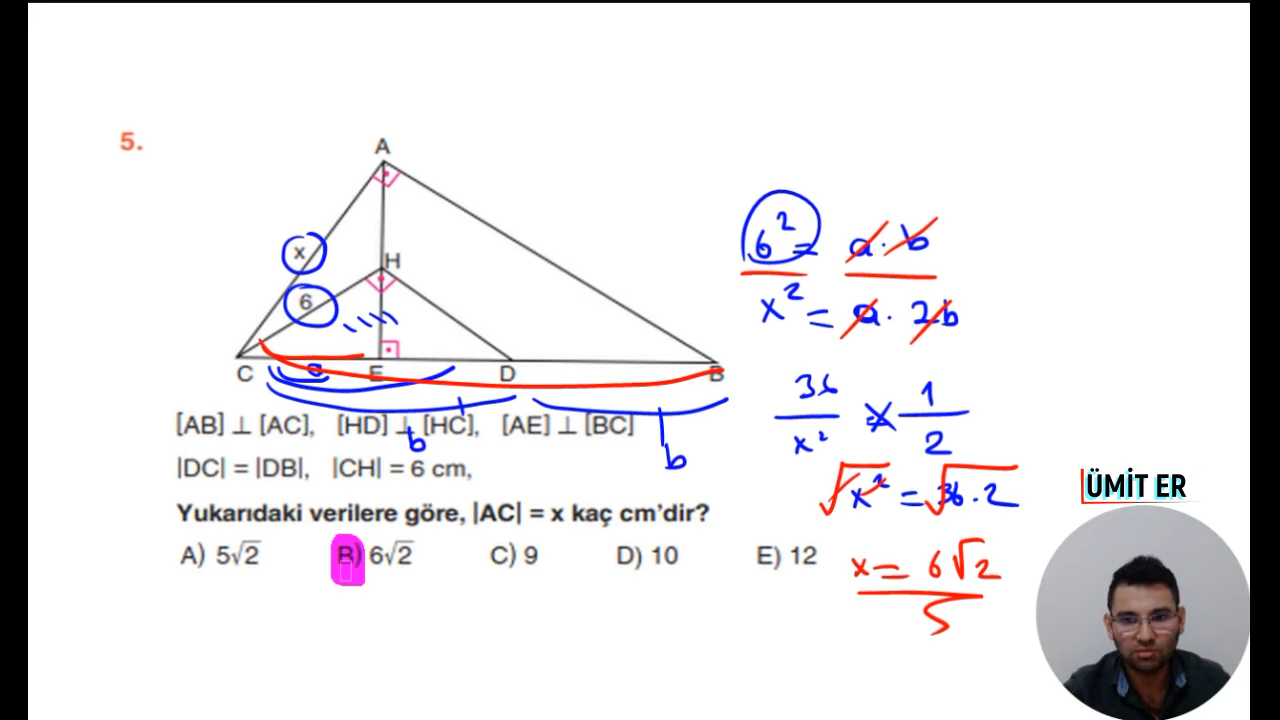 5.
A
x
H
6
C
a
E
D
B
b
b
[AB] ⊥ [AC], [HD] ⊥ [HC], [AE] ⊥ [BC]
|DC| = |DB|, |CH| = 6 cm,
Yukarıdaki verilere göre, |AC| = x kaç cm'dir?
A) 5√2 B) 6√2 C) 9 D) 10 E) 12
6² = a · b
x² = a · 2b
36/x² × 1/2
√x² = √36 · 2
x = 6√2
ÜMİT ER